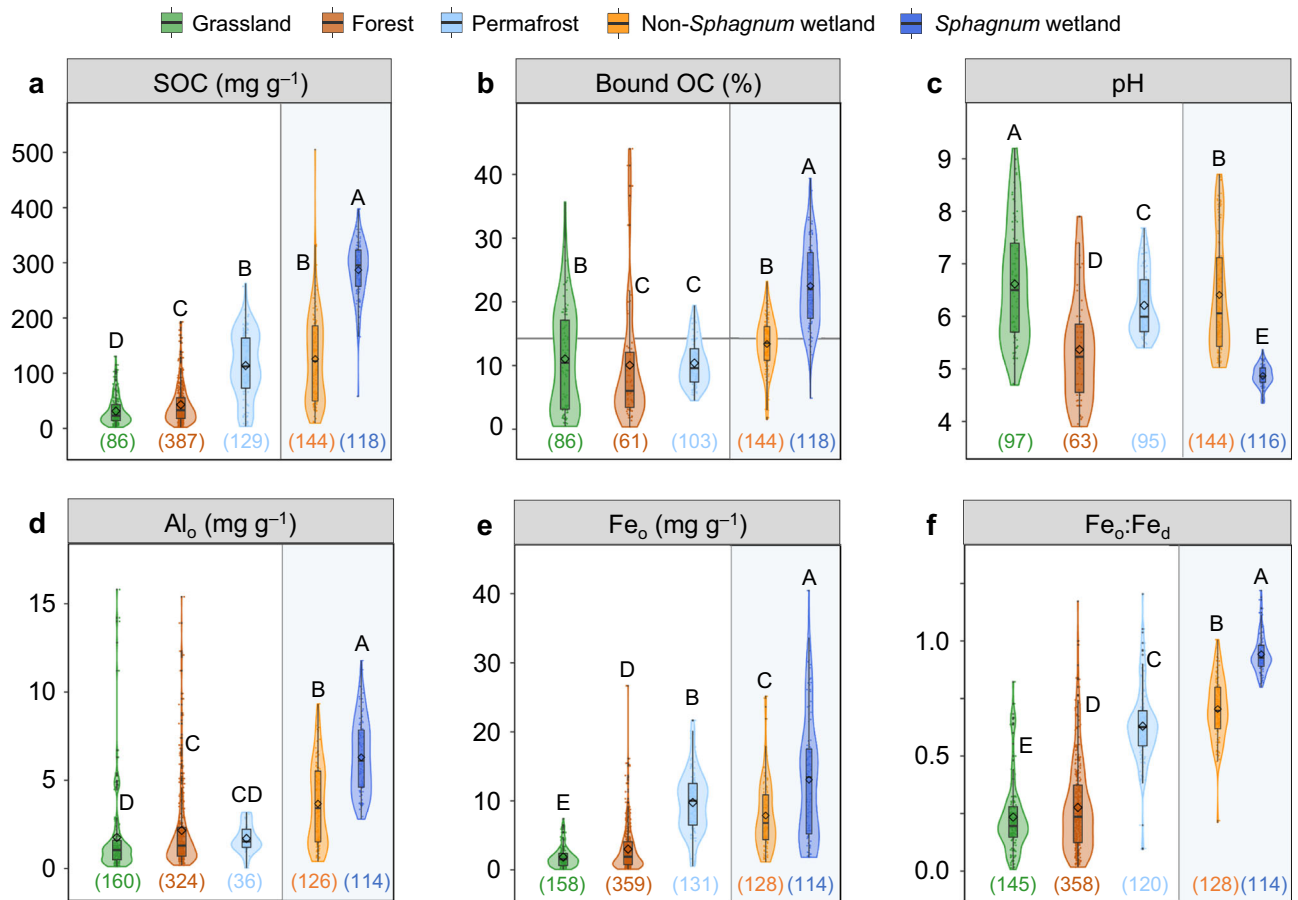 Grassland Forest Permafrost Non-Sphagnum wetland Sphagnum wetland
a SOC (mg g⁻¹)
500
400
300
200
100
0
D C B B A
(86) (387) (129) (144) (118)
b Bound OC (%)
40
30
20
10
0
B C C B A
(86) (61) (103) (144) (118)
c pH
9
8
7
6
5
4
A D C B E
(97) (63) (95) (144) (116)
d Alₒ (mg g⁻¹)
15
10
5
0
D C CD B A
(160) (324) (36) (126) (114)
e Feₒ (mg g⁻¹)
40
30
20
10
0
E D B C A
(158) (359) (131) (128) (114)
f Feₒ:Fe_d
1.0
0.5
0.0
E D C B A
(145) (358) (120) (128) (114)